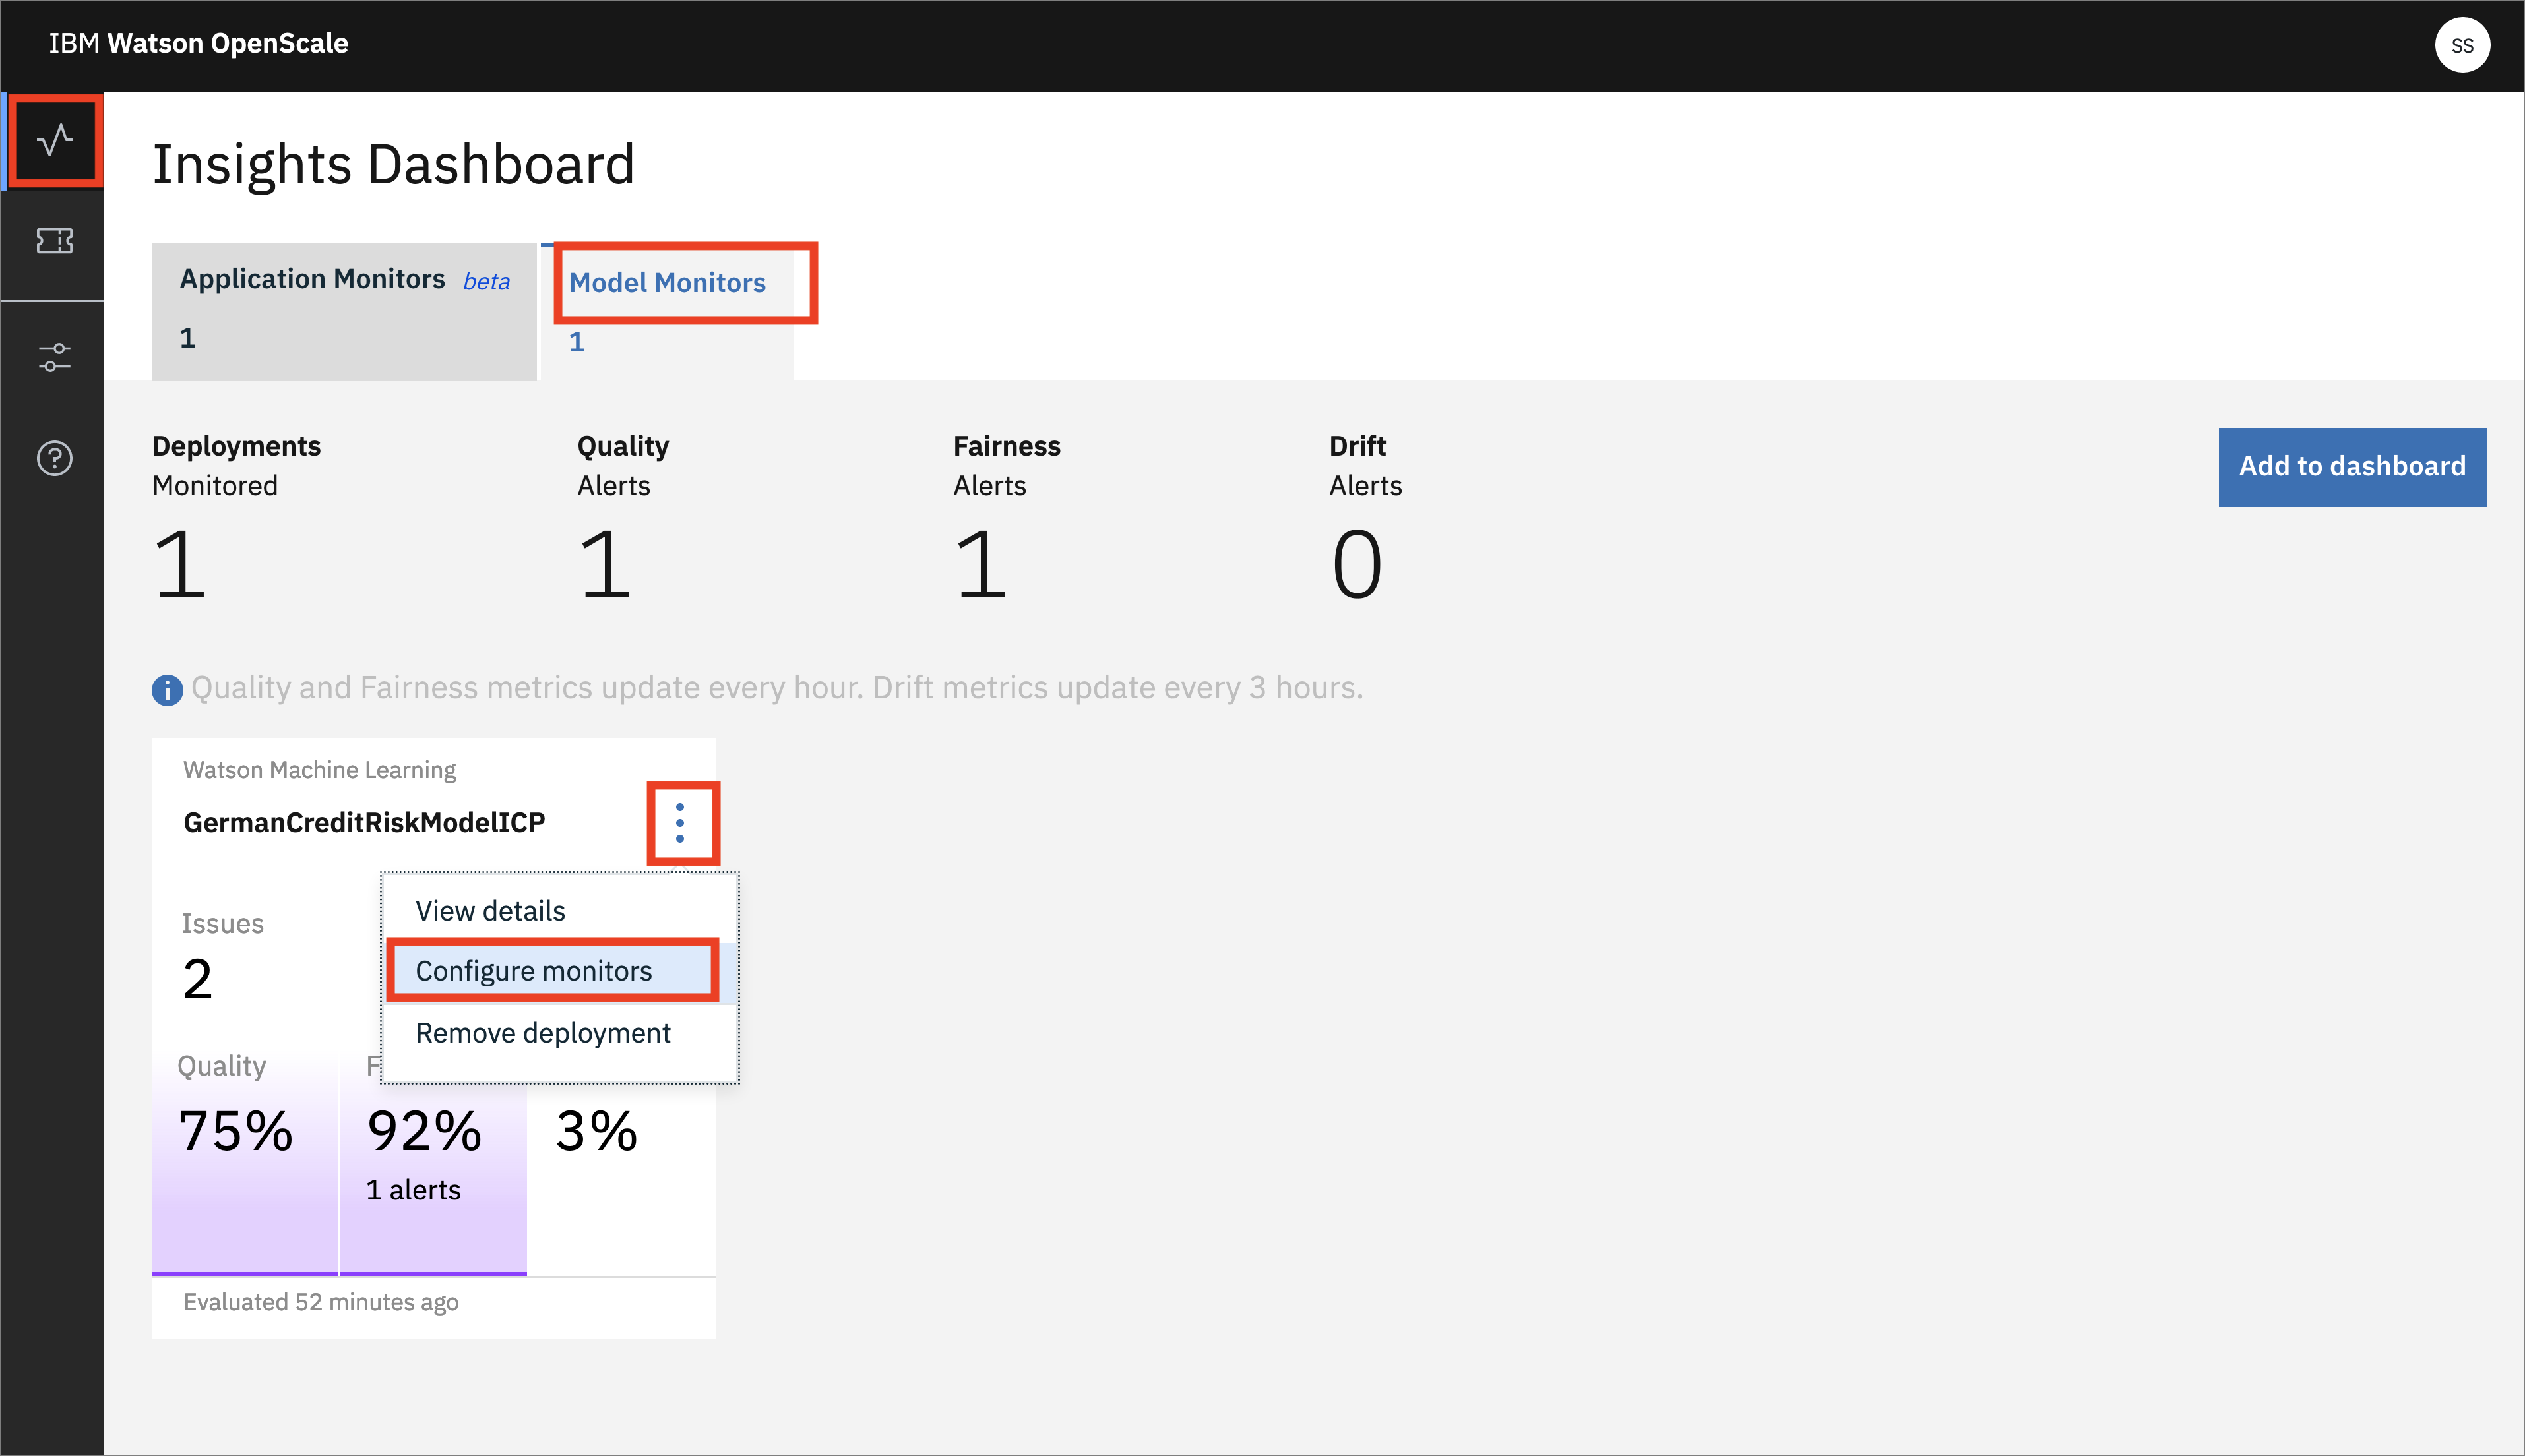 IBM Watson OpenScale
SS
Insights Dashboard
Application Monitors beta
1
Model Monitors
1
Deployments
Monitored
1
Quality
Alerts
1
Fairness
Alerts
1
Drift
Alerts
0
Add to dashboard
Quality and Fairness metrics update every hour. Drift metrics update every 3 hours.
Watson Machine Learning
GermanCreditRiskModelICP
View details
Configure monitors
Remove deployment
Issues
2
Quality
75%
F
92%
1 alerts
3%
Evaluated 52 minutes ago